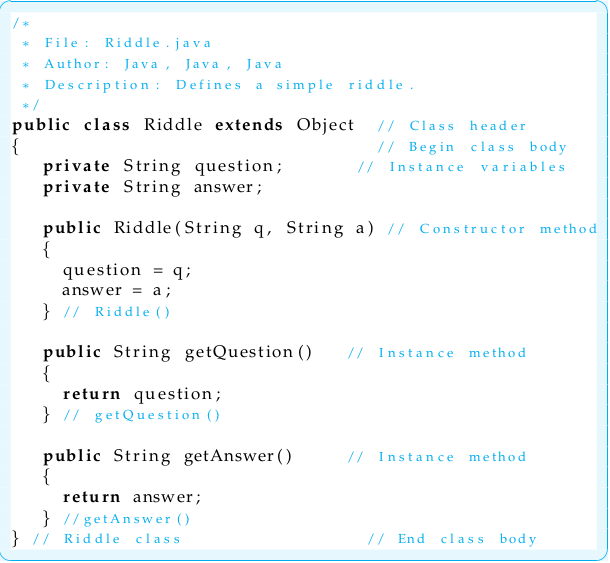 /*
 * File: Riddle.java
 * Author: Java, Java, Java
 * Description: Defines a simple riddle.
 */
public class Riddle extends Object  // Class header
{                                   // Begin class body
   private String question;       // Instance variables
   private String answer;

   public Riddle(String q, String a) // Constructor method
   {
     question = q;
     answer = a;
   } // Riddle()

   public String getQuestion()   // Instance method
   {
     return question;
   } // getQuestion()

   public String getAnswer()     // Instance method
   {
     return answer;
   } //getAnswer()
} // Riddle class                  // End class body